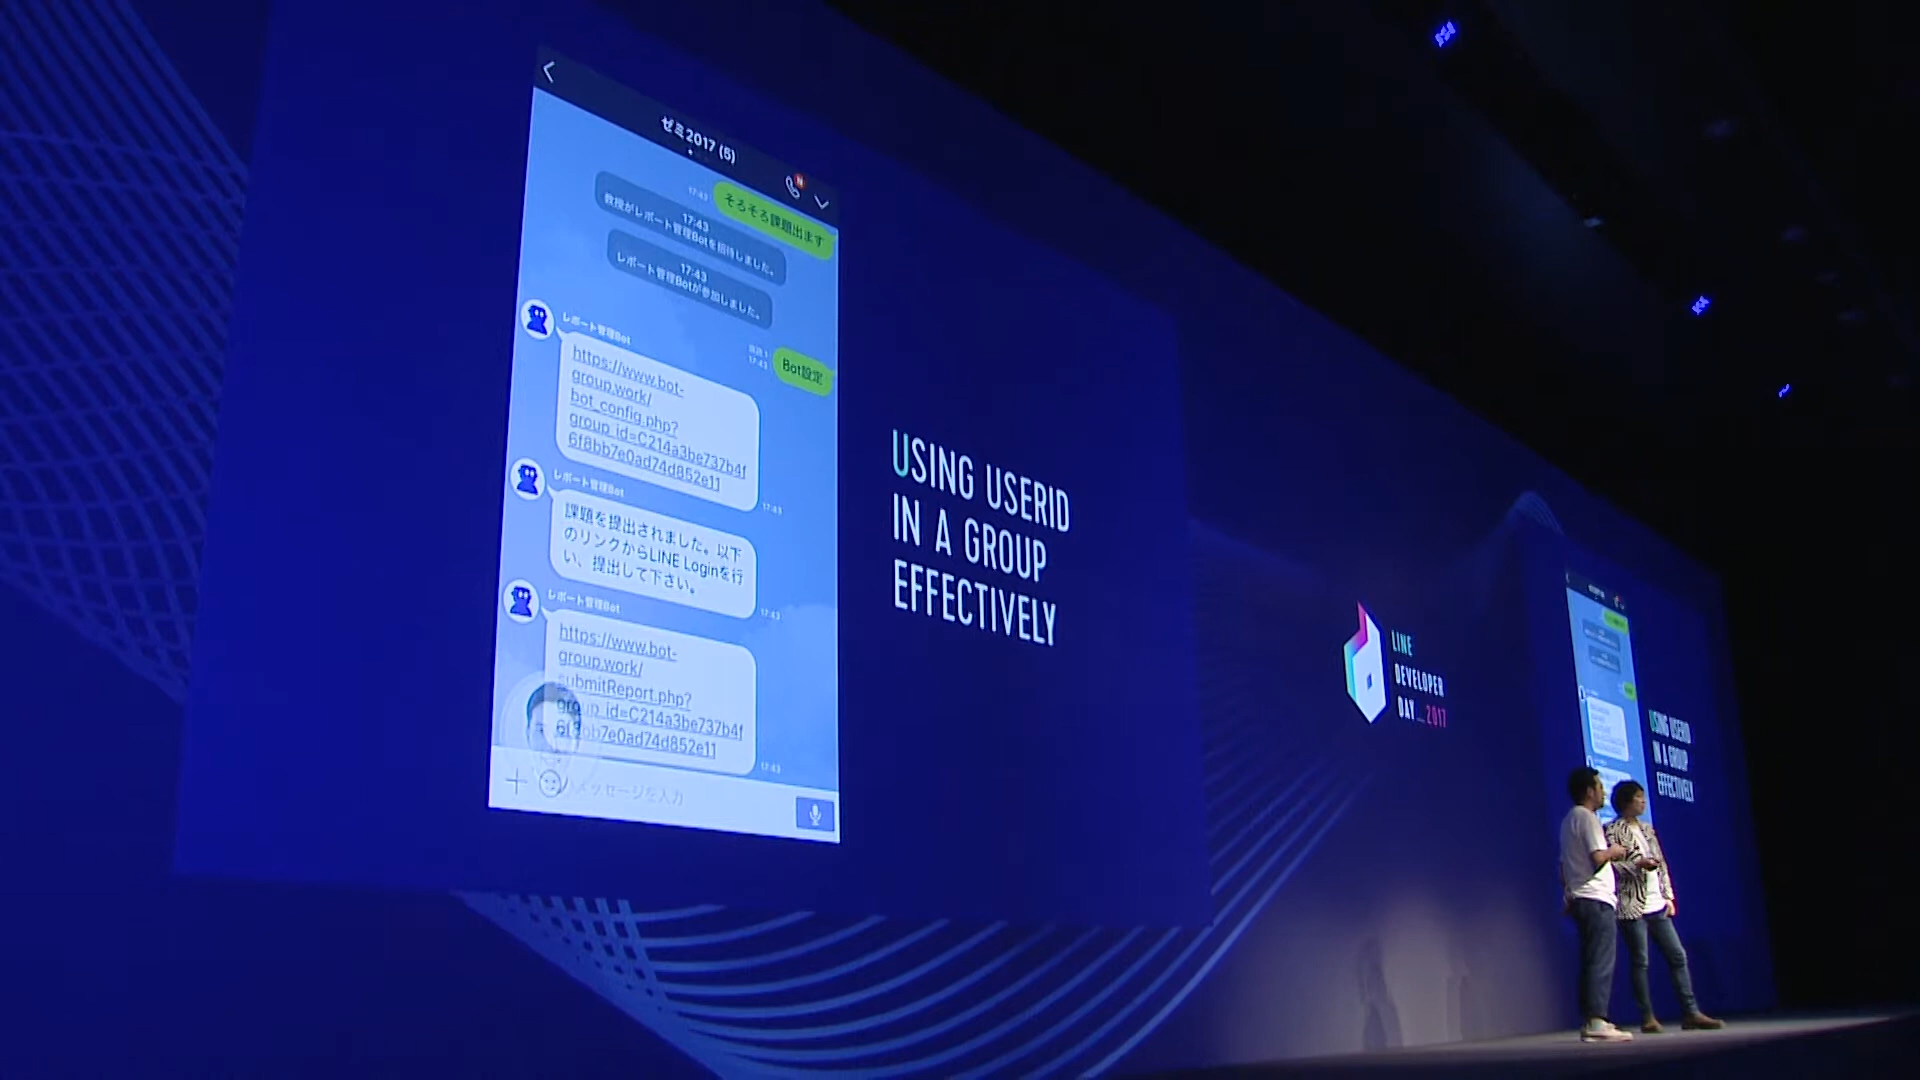 ゼミ2017 (5)
N
17:43
そろそろ課題出ます
17:43
教授がレポート管理Botを招待しました。
17:43
レポート管理Botが参加しました。
既読 1
17:43
Bot設定
レポート管理Bot
https://www.bot-
group.work/
bot_config.php?
group_id=C214a3be737b4f
6f8bb7e0ad74d852e11
17:43
レポート管理Bot
課題を提出されました。以下
のリンクからLINE Loginを行
い、提出して下さい。
17:43
レポート管理Bot
https://www.bot-
group.work/
submitReport.php?
group_id=C214a3be737b4f
6f8bb7e0ad74d852e11
17:43
メッセージを入力
USING USERID
IN A GROUP
EFFECTIVELY
LINE
DEVELOPER
DAY_2017
USING USERID
IN A GROUP
EFFECTIVELY